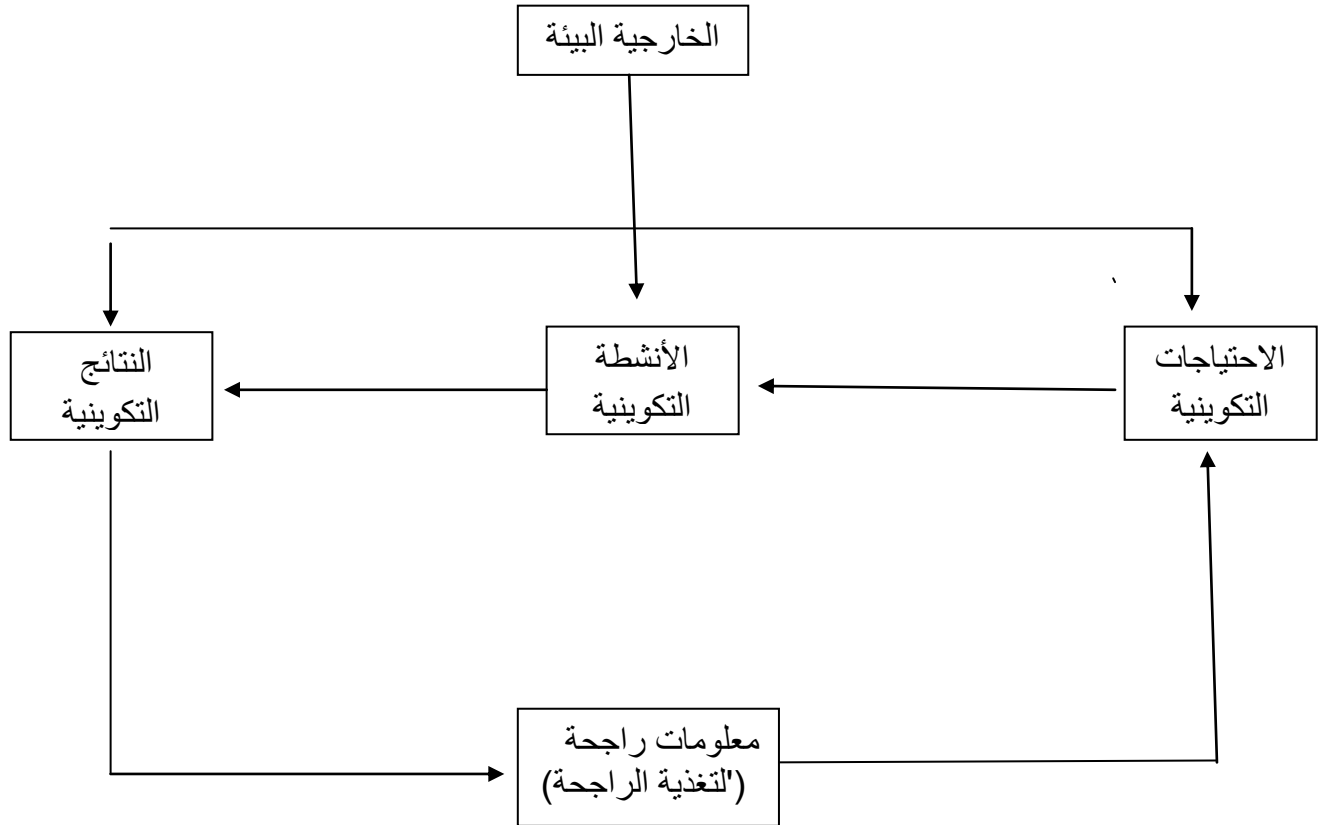 الخارجية البيئة
الاحتياجات
التكوينية
الأنشطة
التكوينية
النتائج
التكوينية
معلومات راجحة
('لتغذية الراجحة)